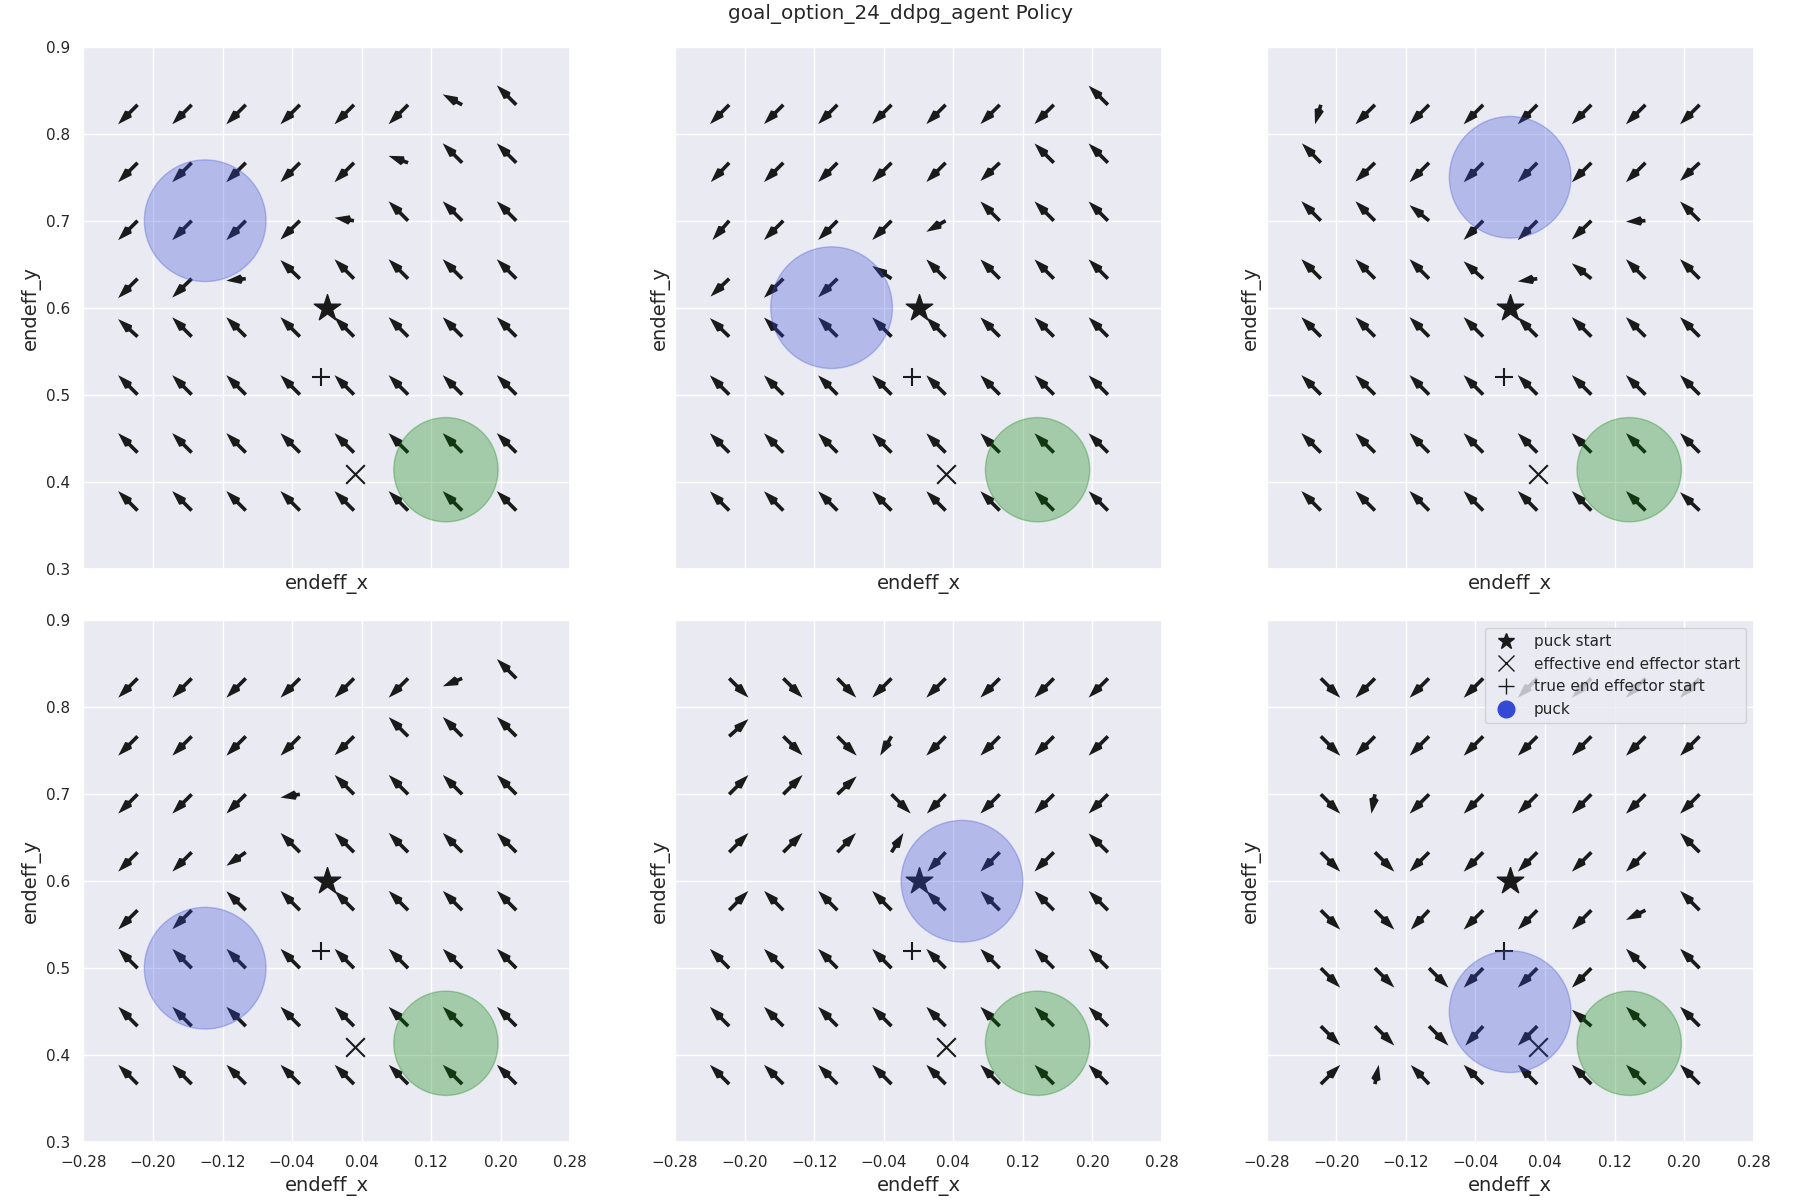 goal_option_24_ddpg_agent Policy
0.9
0.8
0.7
0.6
0.5
0.4
0.3
endeff_y
endeff_x
endeff_y
endeff_x
endeff_y
endeff_x
0.9
0.8
0.7
0.6
0.5
0.4
0.3
endeff_y
−0.28 −0.20 −0.12 −0.04 0.04 0.12 0.20 0.28
endeff_x
endeff_y
−0.28 −0.20 −0.12 −0.04 0.04 0.12 0.20 0.28
endeff_x
puck start
effective end effector start
true end effector start
puck
endeff_y
−0.28 −0.20 −0.12 −0.04 0.04 0.12 0.20 0.28
endeff_x